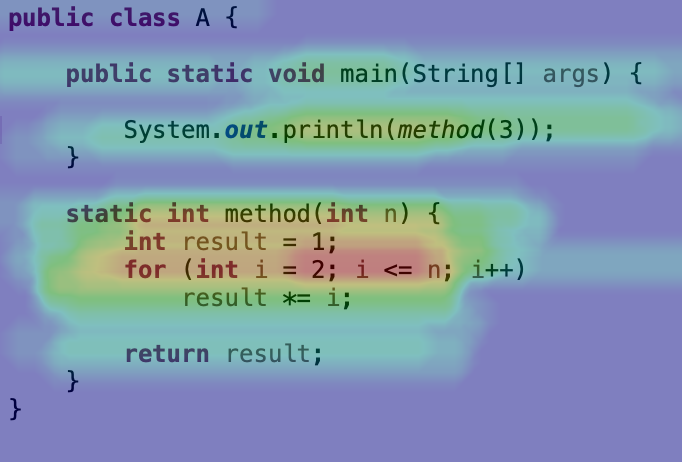 public class A {
    public static void main(String[] args) {
        System.out.println(method(3));
    }
    static int method(int n) {
        int result = 1;
        for (int i = 2; i <= n; i++)
            result *= i;
        return result;
    }
}